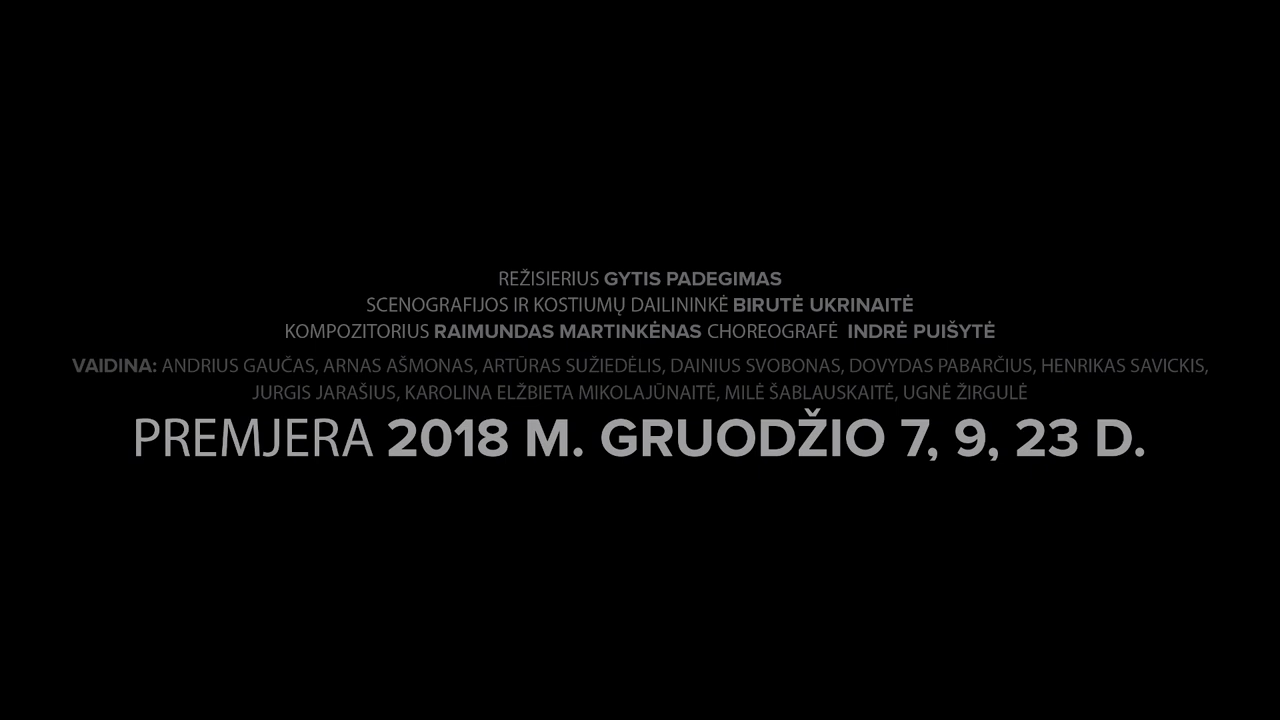 REŽISIERIUS GYTIS PADEGIMAS
SCENOGRAFIJOS IR KOSTIUMŲ DAILININKĖ BIRUTĖ UKRINAITĖ
KOMPOZITORIUS RAIMUNDAS MARTINKĖNAS CHOREOGRAFĖ INDRĖ PUIŠYTĖ
VAIDINA: ANDRIUS GAUČAS, ARNAS AŠMONAS, ARTŪRAS SUŽIEDĖLIS, DAINIUS SVOBONAS, DOVYDAS PABARČIUS, HENRIKAS SAVICKIS,
JURGIS JARAŠIUS, KAROLINA ELŽBIETA MIKOLAJŪNAITĖ, MILĖ ŠABLAUSKAITĖ, UGNĖ ŽIRGULĖ
PREMJERA 2018 M. GRUODŽIO 7, 9, 23 D.